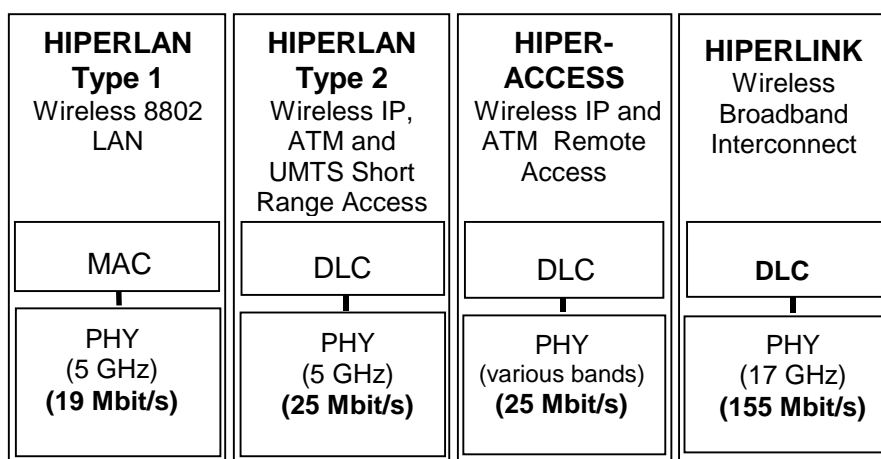 HIPERLAN
Type 1
Wireless 8802
LAN
MAC
PHY
(5 GHz)
(19 Mbit/s)
HIPERLAN
Type 2
Wireless IP,
ATM and
UMTS Short
Range Access
DLC
PHY
(5 GHz)
(25 Mbit/s)
HIPER-
ACCESS
Wireless IP and
ATM Remote
Access
DLC
PHY
(various bands)
(25 Mbit/s)
HIPERLINK
Wireless
Broadband
Interconnect
DLC
PHY
(17 GHz)
(155 Mbit/s)